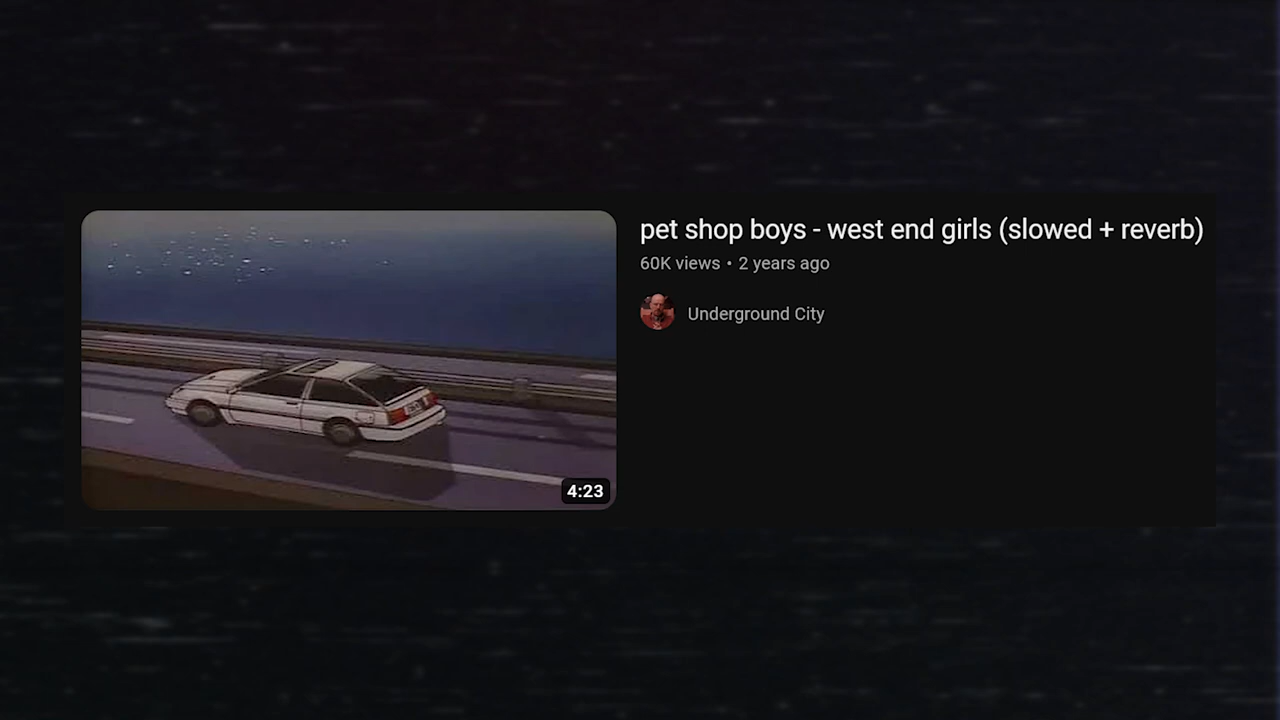 pet shop boys - west end girls (slowed + reverb)
60K views • 2 years ago
Underground City
4:23